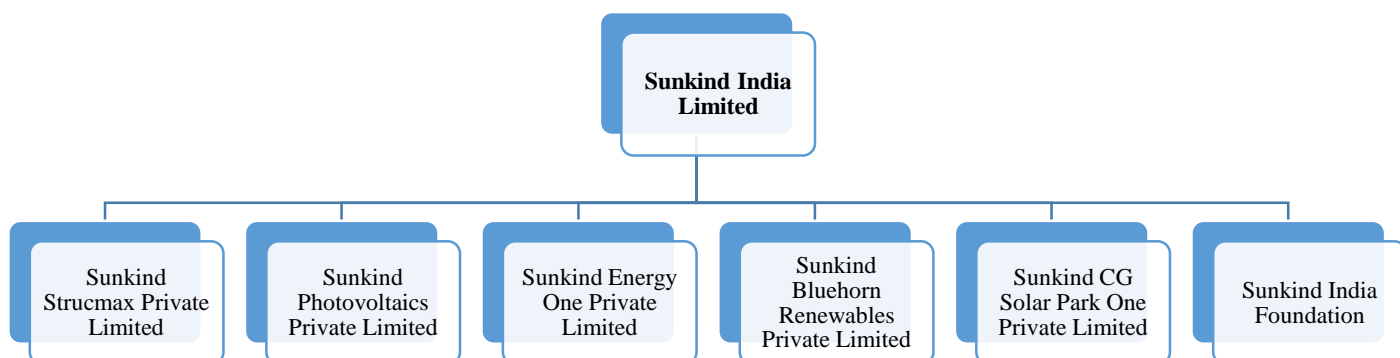 Sunkind India
Limited
Sunkind
Strucmax Private
Limited
Sunkind
Photovoltaics
Private Limited
Sunkind Energy
One Private
Limited
Sunkind
Bluehorn
Renewables
Private Limited
Sunkind CG
Solar Park One
Private Limited
Sunkind India
Foundation